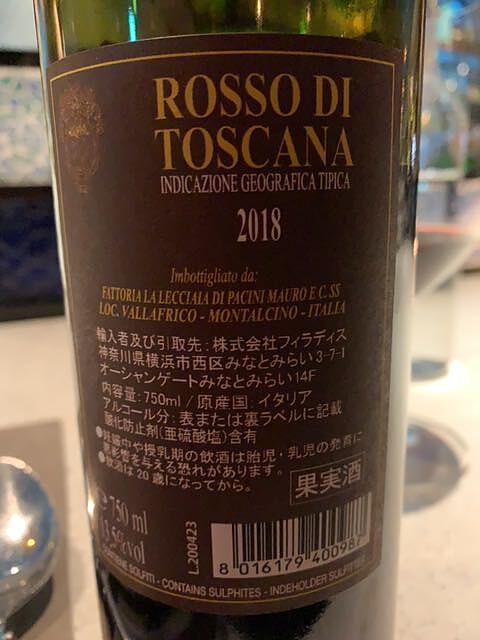 ROSSO DI
TOSCANA
INDICAZIONE GEOGRAFICA TIPICA
2018
Imbottigliato da:
FATTORIA LA LECCIAIA DI PACINI MAURO E C. SS
LOC. VALLAFRICO - MONTALCINO - ITALIA
輸入者及び引取先:株式会社フィラディス
神奈川県横浜市西区みなとみらい3-7-1
オーシャンゲートみなとみらい14F
内容量:750ml/原産国:イタリア
アルコール分:表または裏ラベルに記載
酸化防止剤(亜硫酸塩)含有
●妊娠中や授乳期の飲酒は胎児・乳児の発育に
悪影響を与える恐れがあります。
●飲酒は20歳になってから。
果実酒
e 750 ml
13,5%vol
L.200423
8 016179 400987
SOLFITI - CONTAINS SULPHITES - INDEHOLDER SULFITTER